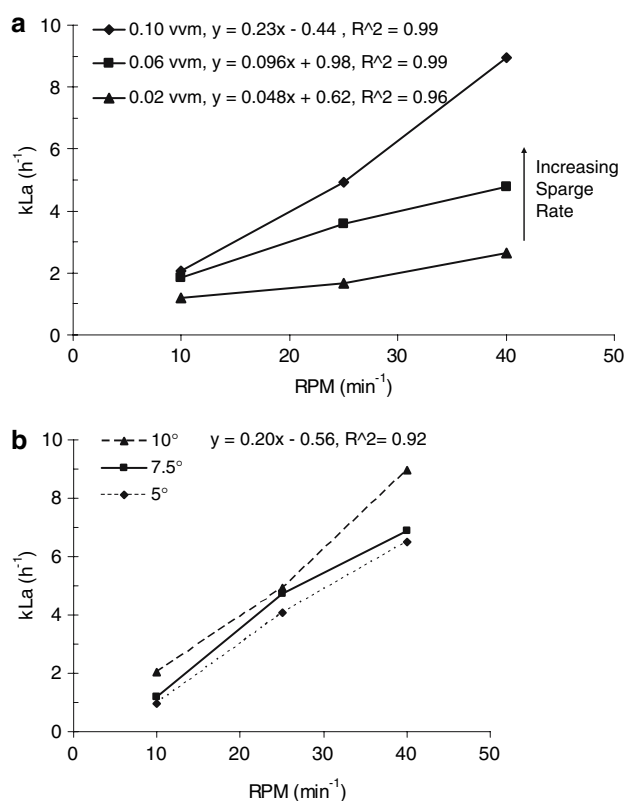 a
0.10 vvm, y = 0.23x - 0.44 , R^2 = 0.99
0.06 vvm, y = 0.096x + 0.98, R^2 = 0.99
0.02 vvm, y = 0.048x + 0.62, R^2 = 0.96
10
8
6
4
2
0
kLa (h⁻¹)
Increasing
Sparge
Rate
0 10 20 30 40 50
RPM (min⁻¹)
b
10° y = 0.20x - 0.56, R^2= 0.92
7.5°
5°
10
8
6
4
2
0
kLa (h⁻¹)
0 10 20 30 40 50
RPM (min⁻¹)